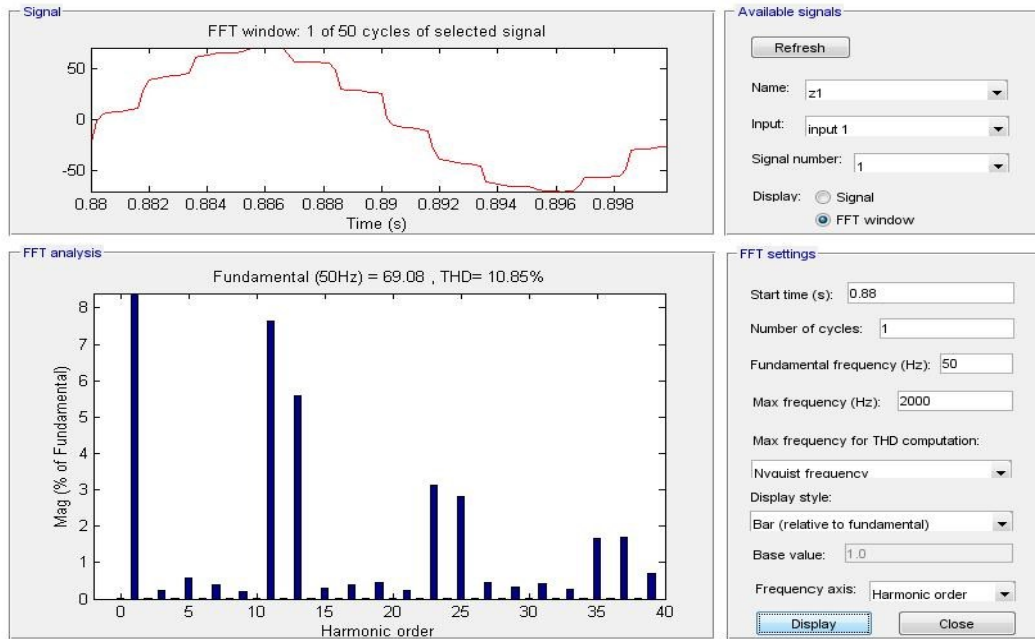 Signal
FFT window: 1 of 50 cycles of selected signal
50
0
-50
0.88 0.882 0.884 0.886 0.888 0.89 0.892 0.894 0.896 0.898
Time (s)
Available signals
Refresh
Name: z1
Input: input 1
Signal number: 1
Display: Signal
FFT window
FFT analysis
Fundamental (50Hz) = 69.08 , THD= 10.85%
8
7
6
5
4
3
2
1
0
Mag (% of Fundamental)
0 5 10 15 20 25 30 35 40
Harmonic order
FFT settings
Start time (s): 0.88
Number of cycles: 1
Fundamental frequency (Hz): 50
Max frequency (Hz): 2000
Max frequency for THD computation:
Nyquist frequency
Display style:
Bar (relative to fundamental)
Base value: 1.0
Frequency axis: Harmonic order
Display Close